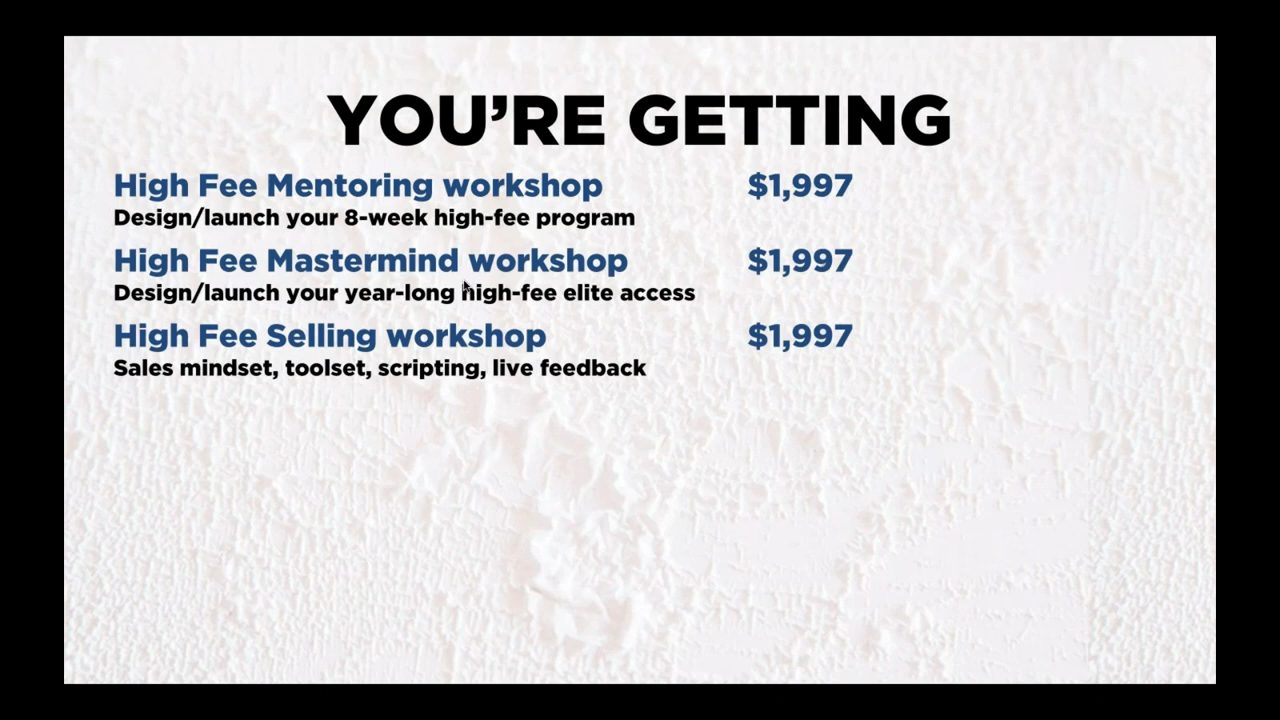 YOU'RE GETTING
High Fee Mentoring workshop $1,997
Design/launch your 8-week high-fee program
High Fee Mastermind workshop $1,997
Design/launch your year-long high-fee elite access
High Fee Selling workshop $1,997
Sales mindset, toolset, scripting, live feedback